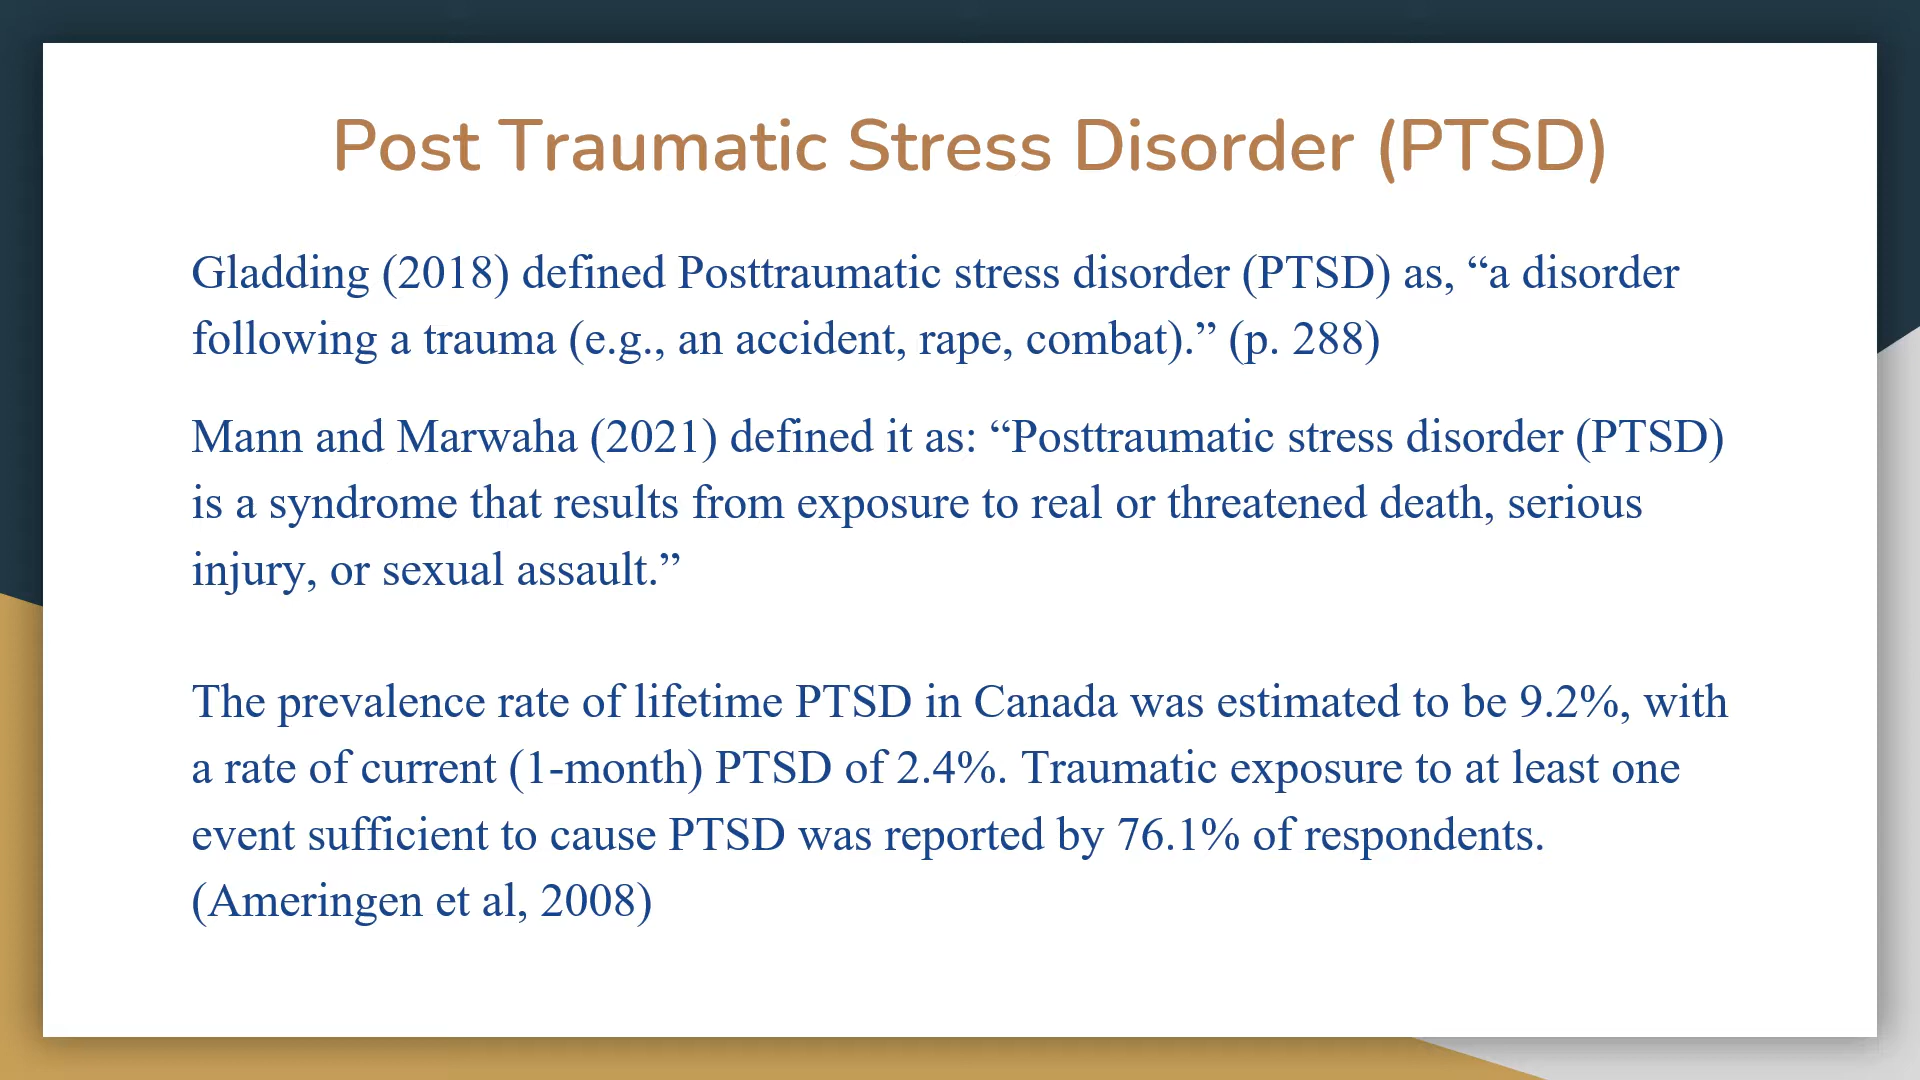 Post Traumatic Stress Disorder (PTSD)
Gladding (2018) defined Posttraumatic stress disorder (PTSD) as, “a disorder
following a trauma (e.g., an accident, rape, combat).” (p. 288)
Mann and Marwaha (2021) defined it as: “Posttraumatic stress disorder (PTSD)
is a syndrome that results from exposure to real or threatened death, serious
injury, or sexual assault.”
The prevalence rate of lifetime PTSD in Canada was estimated to be 9.2%, with
a rate of current (1-month) PTSD of 2.4%. Traumatic exposure to at least one
event sufficient to cause PTSD was reported by 76.1% of respondents.
(Ameringen et al, 2008)